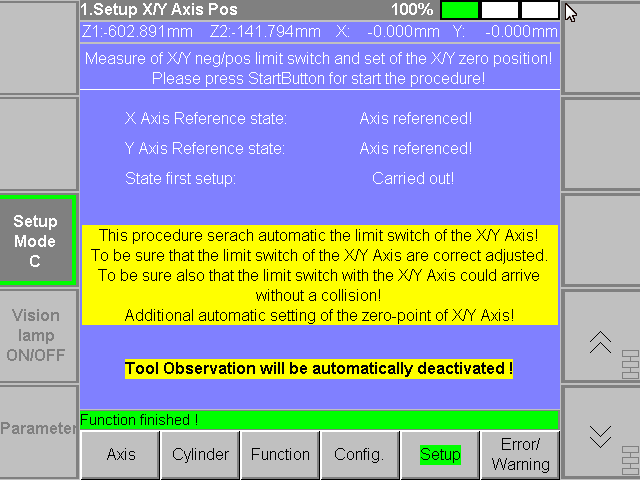 1.Setup X/Y Axis Pos 100%
Z1:-602.891mm Z2:-141.794mm X: -0.000mm Y: -0.000mm
Measure of X/Y neg/pos limit switch and set of the X/Y zero position!
Please press StartButton for start the procedure!
X Axis Reference state: Axis referenced!
Y Axis Reference state: Axis referenced!
State first setup: Carried out!
Setup
Mode
C
This procedure serach automatic the limit switch of the X/Y Axis!
To be sure that the limit switch of the X/Y Axis are correct adjusted.
To be sure also that the limit switch with the X/Y Axis could arrive
without a collision!
Additional automatic setting of the zero-point of X/Y Axis!
Vision
lamp
ON/OFF
Tool Observation will be automatically deactivated !
Parameter
Function finished !
Axis Cylinder Function Config. Setup Error/
Warning